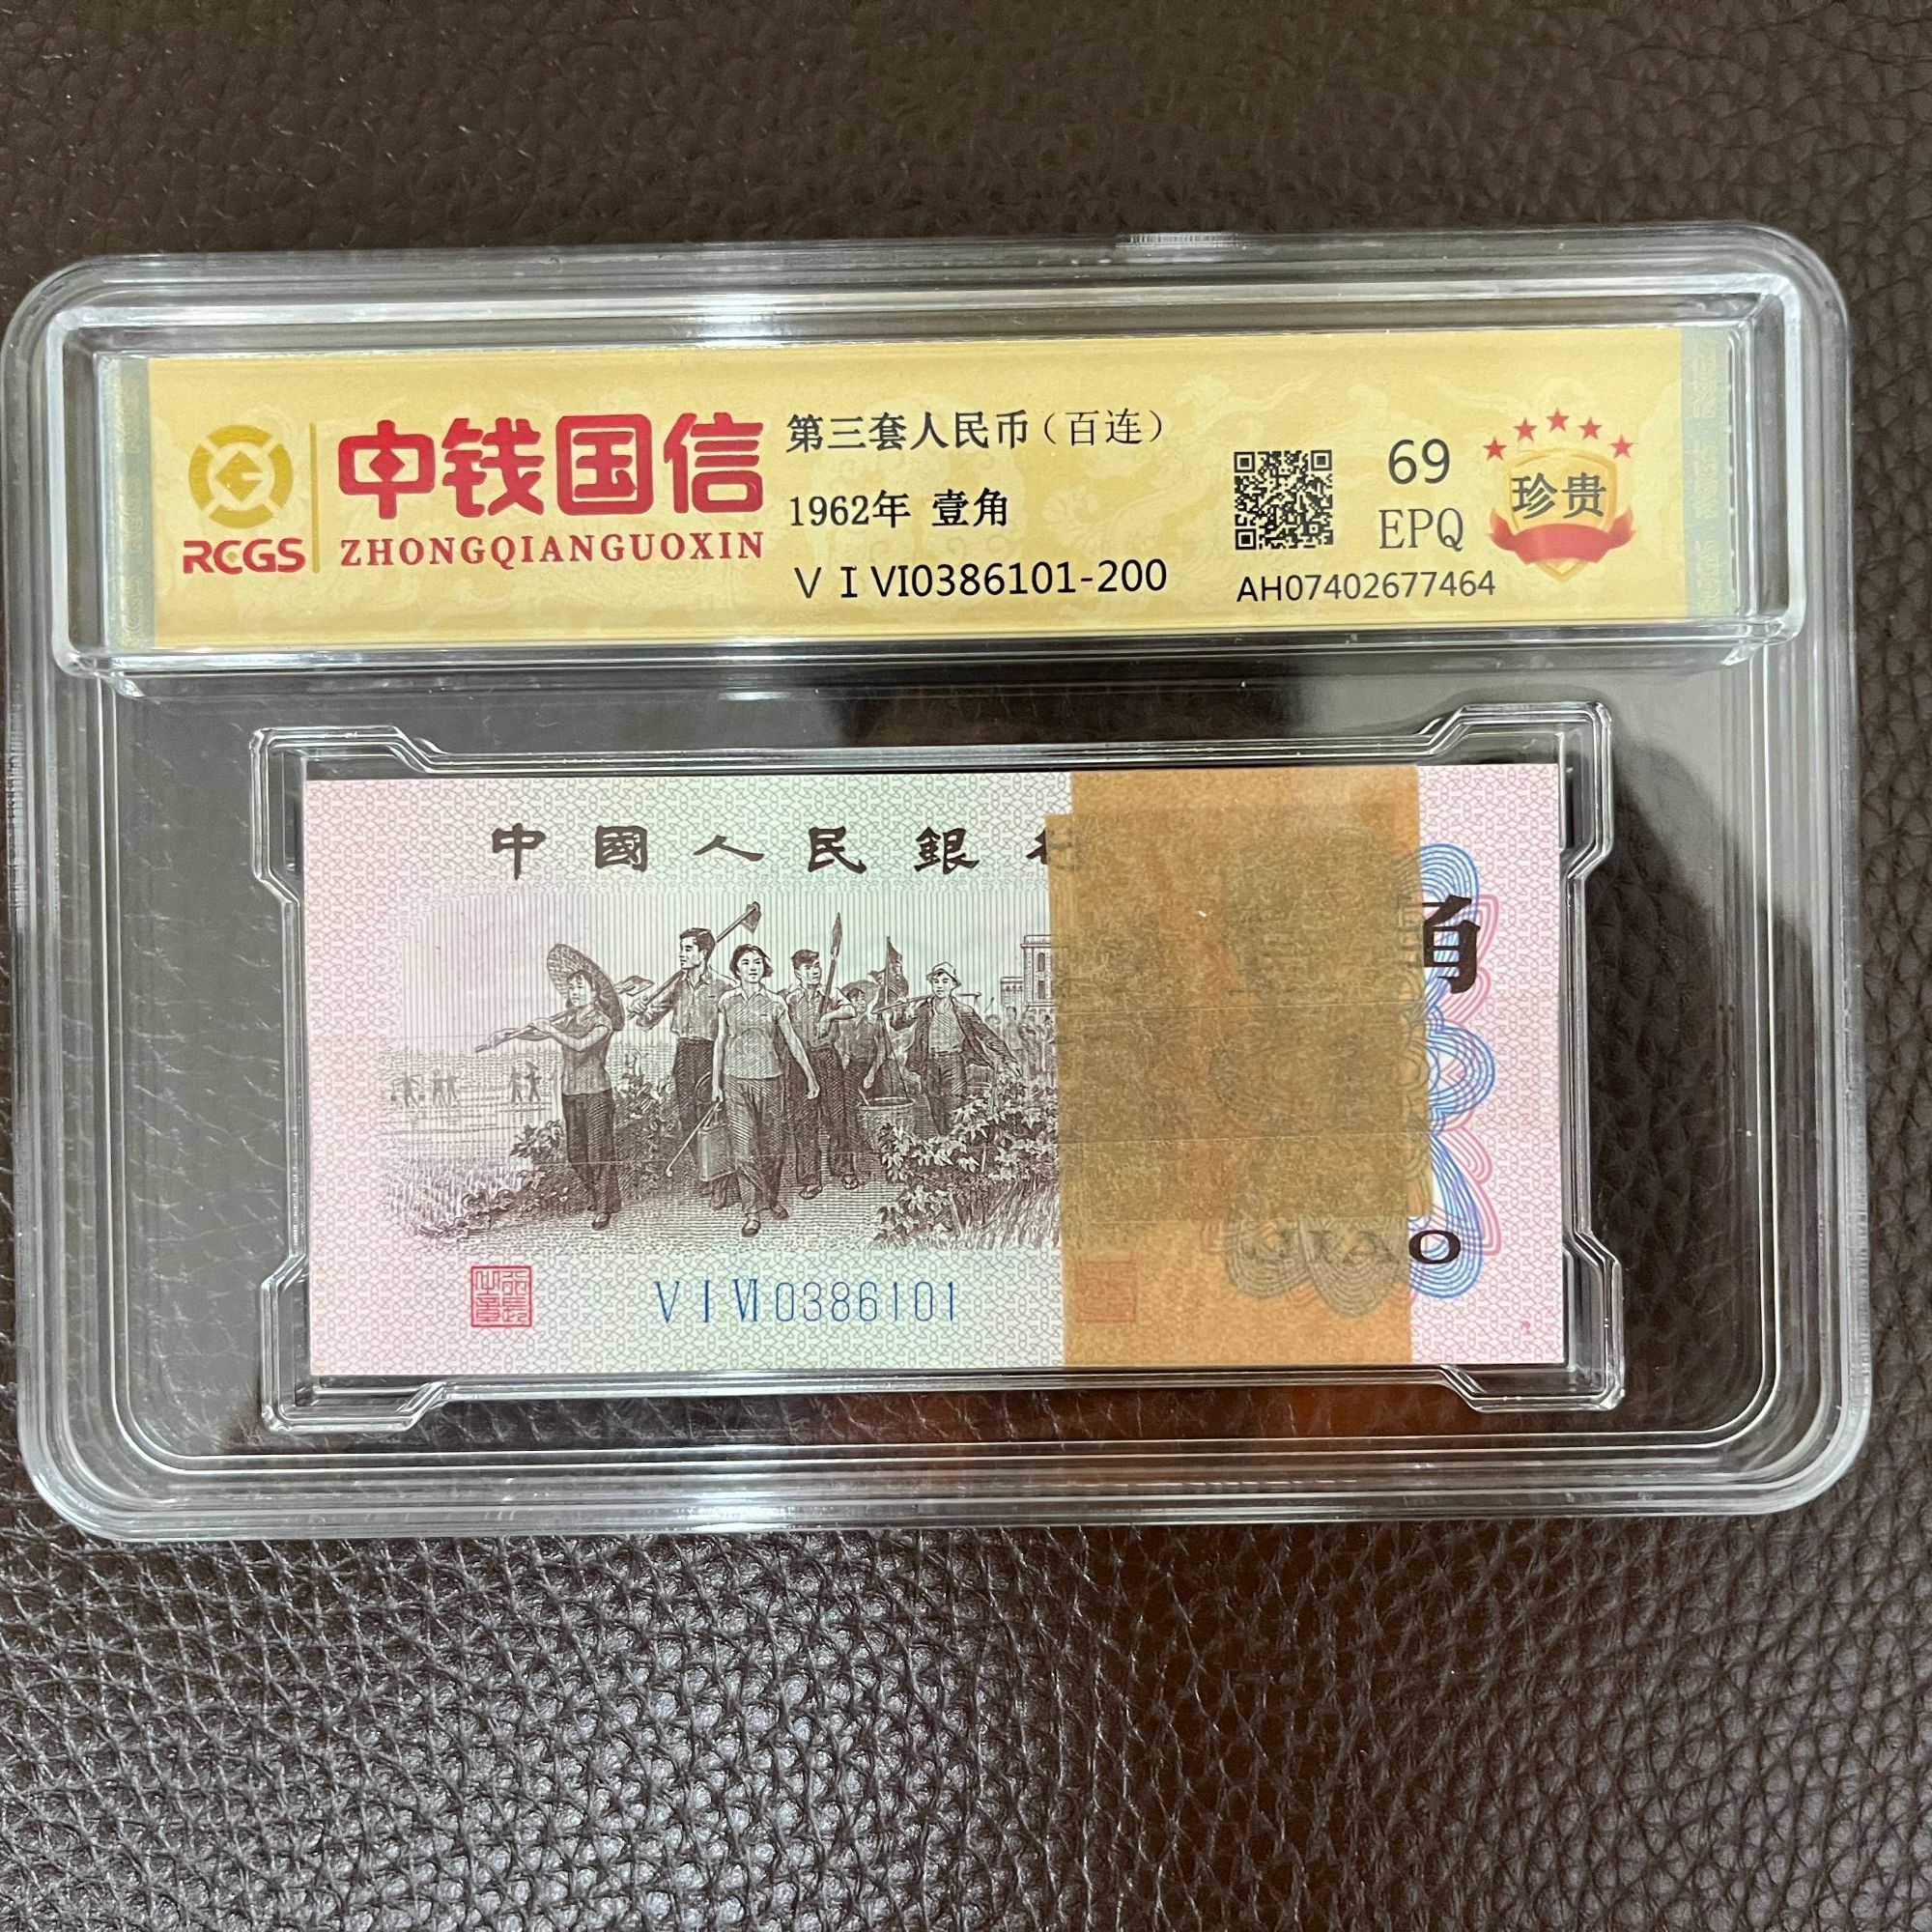 RCGS
中钱国信
ZHONGQIANGUOXIN
第三套人民币（百连）
1962年 壹角
Ⅴ Ⅰ Ⅵ0386101-200
69
EPQ
AH07402677464
珍贵
中國人民銀行
角
JIAO
Ⅴ Ⅰ Ⅵ 0386101